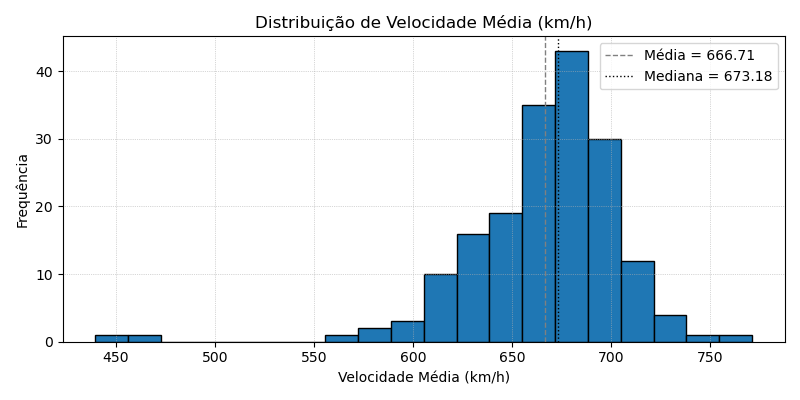 Distribuição de Velocidade Média (km/h)
Média = 666.71
Mediana = 673.18
Frequência
40
30
20
10
0
450 500 550 600 650 700 750
Velocidade Média (km/h)